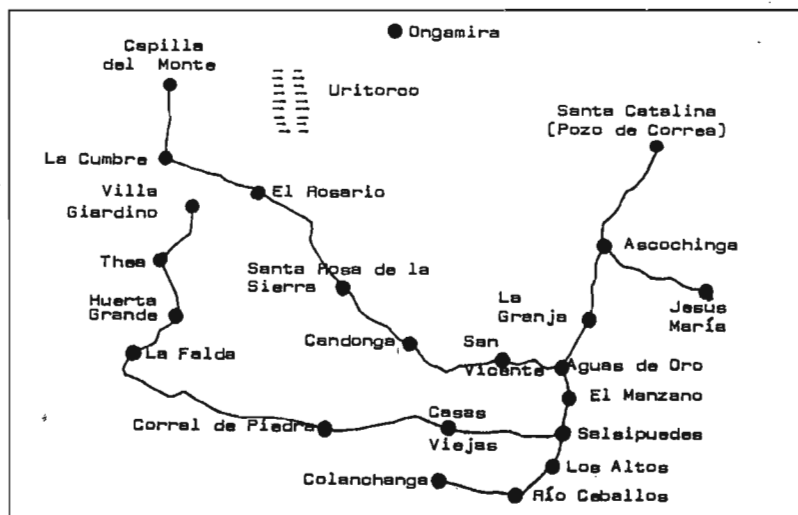 Ongamira
Capilla
del Monte
Uritorco
Santa Catalina
(Pozo de Correa)
La Cumbre
Villa
Giardino
El Rosario
Ascochinga
Thea
Santa Rosa de la
Sierra
Huerta
Grande
La
Granja
Jesús
María
La Falda
Candonga
San
Vicente
Aguas de Oro
El Manzano
Corral de Piedra
Casas
Viejas
Salsipuedes
Los Altos
Colanchanga
Río Ceballos